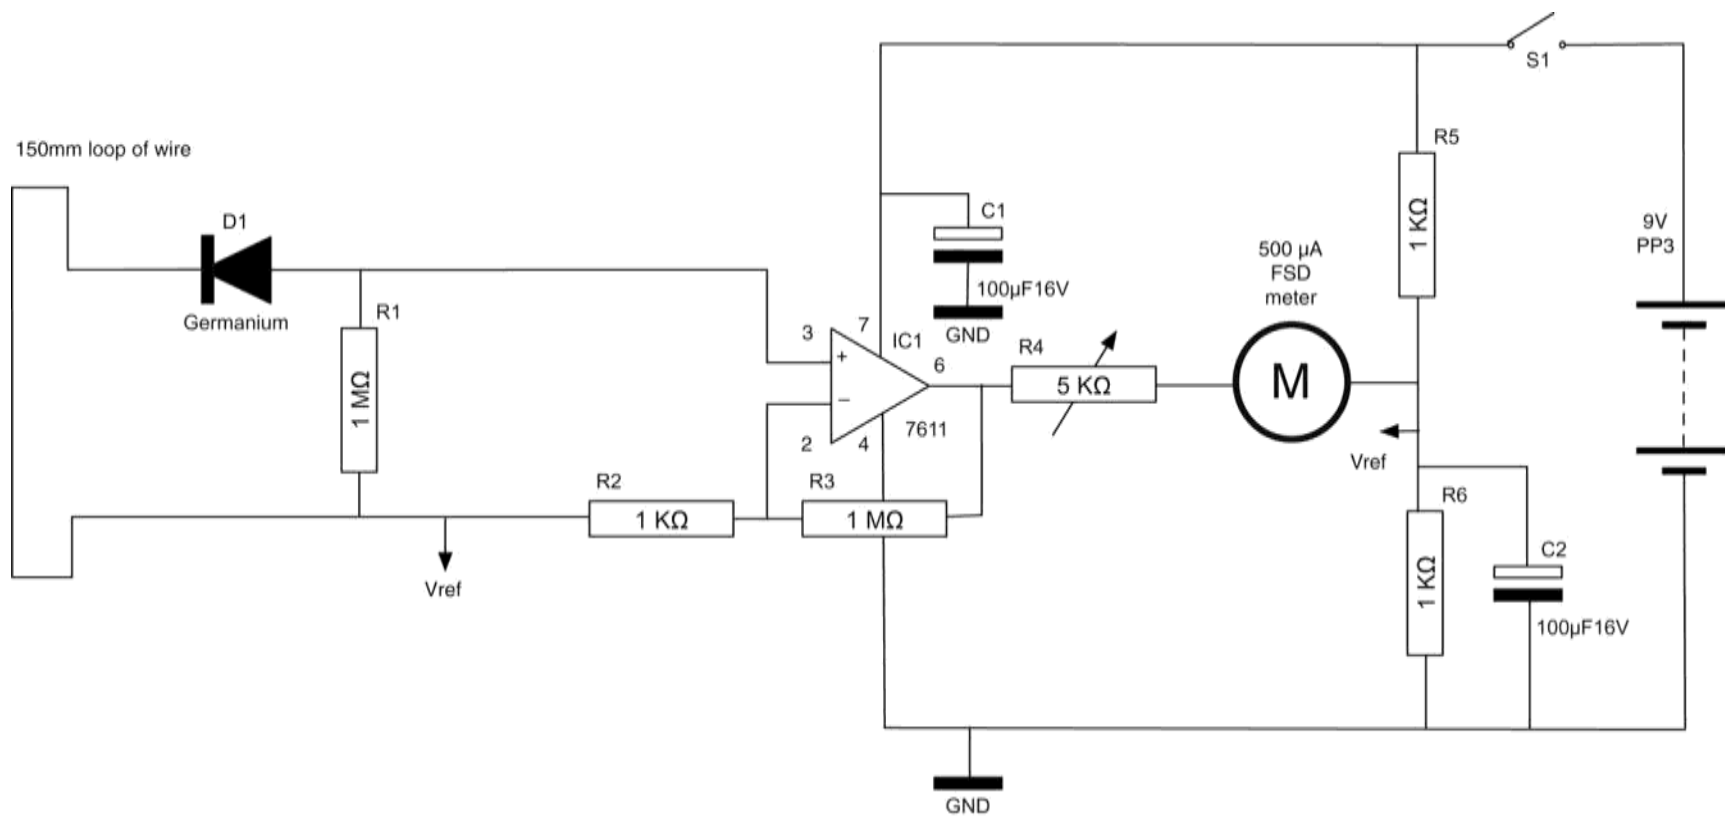 150mm loop of wire
D1
Germanium
R1
1 MΩ
Vref
R2
1 KΩ
R3
1 MΩ
3
+
2
−
7
4
IC1
6
7611
C1
100µF16V
GND
R4
5 KΩ
500 µA
FSD
meter
M
Vref
R5
1 KΩ
S1
9V
PP3
R6
1 KΩ
C2
100µF16V
GND